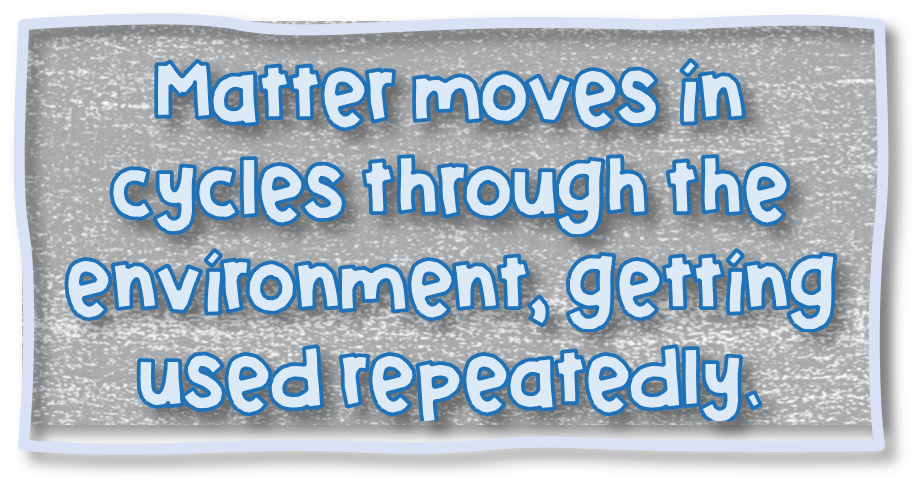 Matter moves in
cycles through the
environment, getting
used repeatedly.